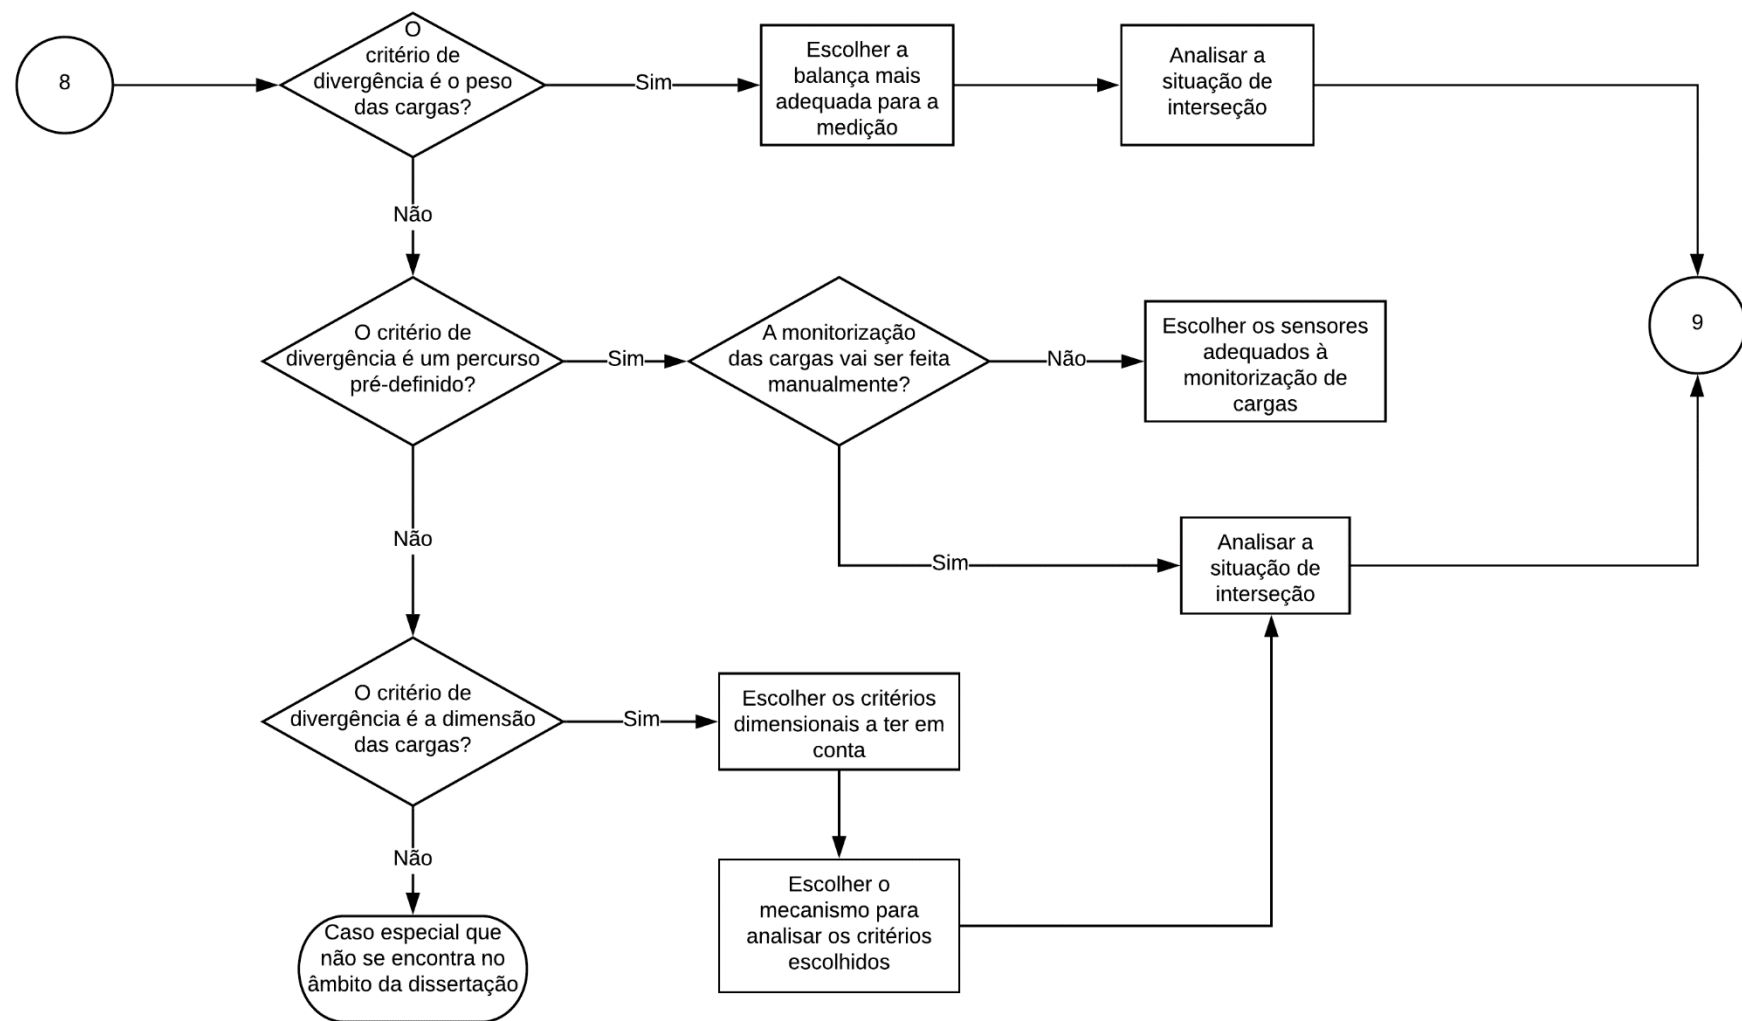 8
O
critério de
divergência é o peso
das cargas?
Sim
Escolher a
balança mais
adequada para a
medição
Analisar a
situação de
interseção
Não
O critério de
divergência é um percurso
pré-definido?
Sim
A monitorização
das cargas vai ser feita
manualmente?
Não
Escolher os sensores
adequados à
monitorização de
cargas
9
Não
Sim
Analisar a
situação de
interseção
O critério de
divergência é a dimensão
das cargas?
Sim
Escolher os critérios
dimensionais a ter em
conta
Não
Escolher o
mecanismo para
analisar os critérios
escolhidos
Caso especial que
não se encontra no
âmbito da dissertação